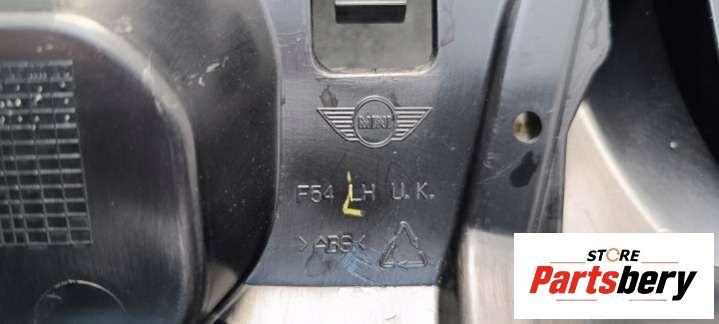 MINI
F54 LH U.K.
>ABS<
STORE
Partsbery